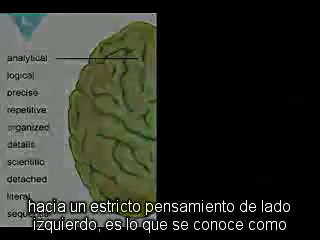 analytical
logical
precise
repetitive
organized
details
scientific
detached
literal
hacia un estricto pensamiento de lado
Izquierdo, es lo que se conoce como